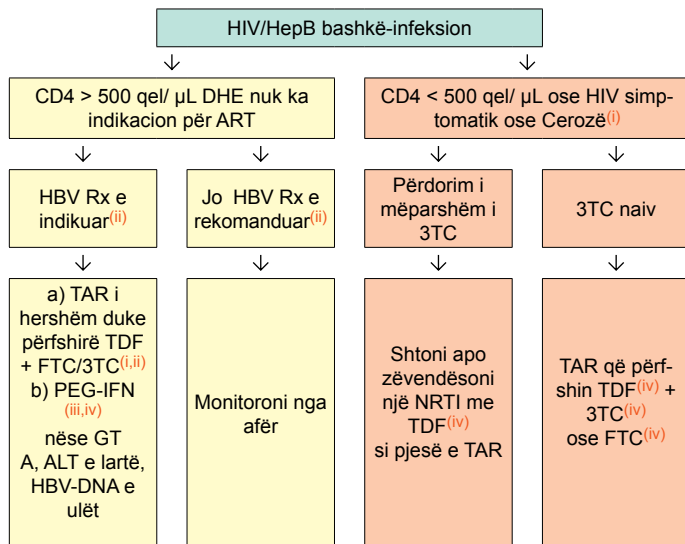 HIV/HepB bashkë-infeksion
CD4 > 500 qel/ µL DHE nuk ka
indikacion për ART
CD4 < 500 qel/ µL ose HIV simp-
tomatik ose Cerozë(i)
HBV Rx e
indikuar(ii)
Jo HBV Rx e
rekomanduar(ii)
Përdorim i
mëparshëm i
3TC
3TC naiv
a) TAR i
hershëm duke
përfshirë TDF
+ FTC/3TC(i,ii)
b) PEG-IFN
(iii,iv)
nëse GT
A, ALT e lartë,
HBV-DNA e
ulët
Monitoroni nga
afër
Shtoni apo
zëvendësoni
një NRTI me
TDF(iv)
si pjesë e TAR
TAR që përf-
shin TDF(iv) +
3TC(iv)
ose FTC(iv)